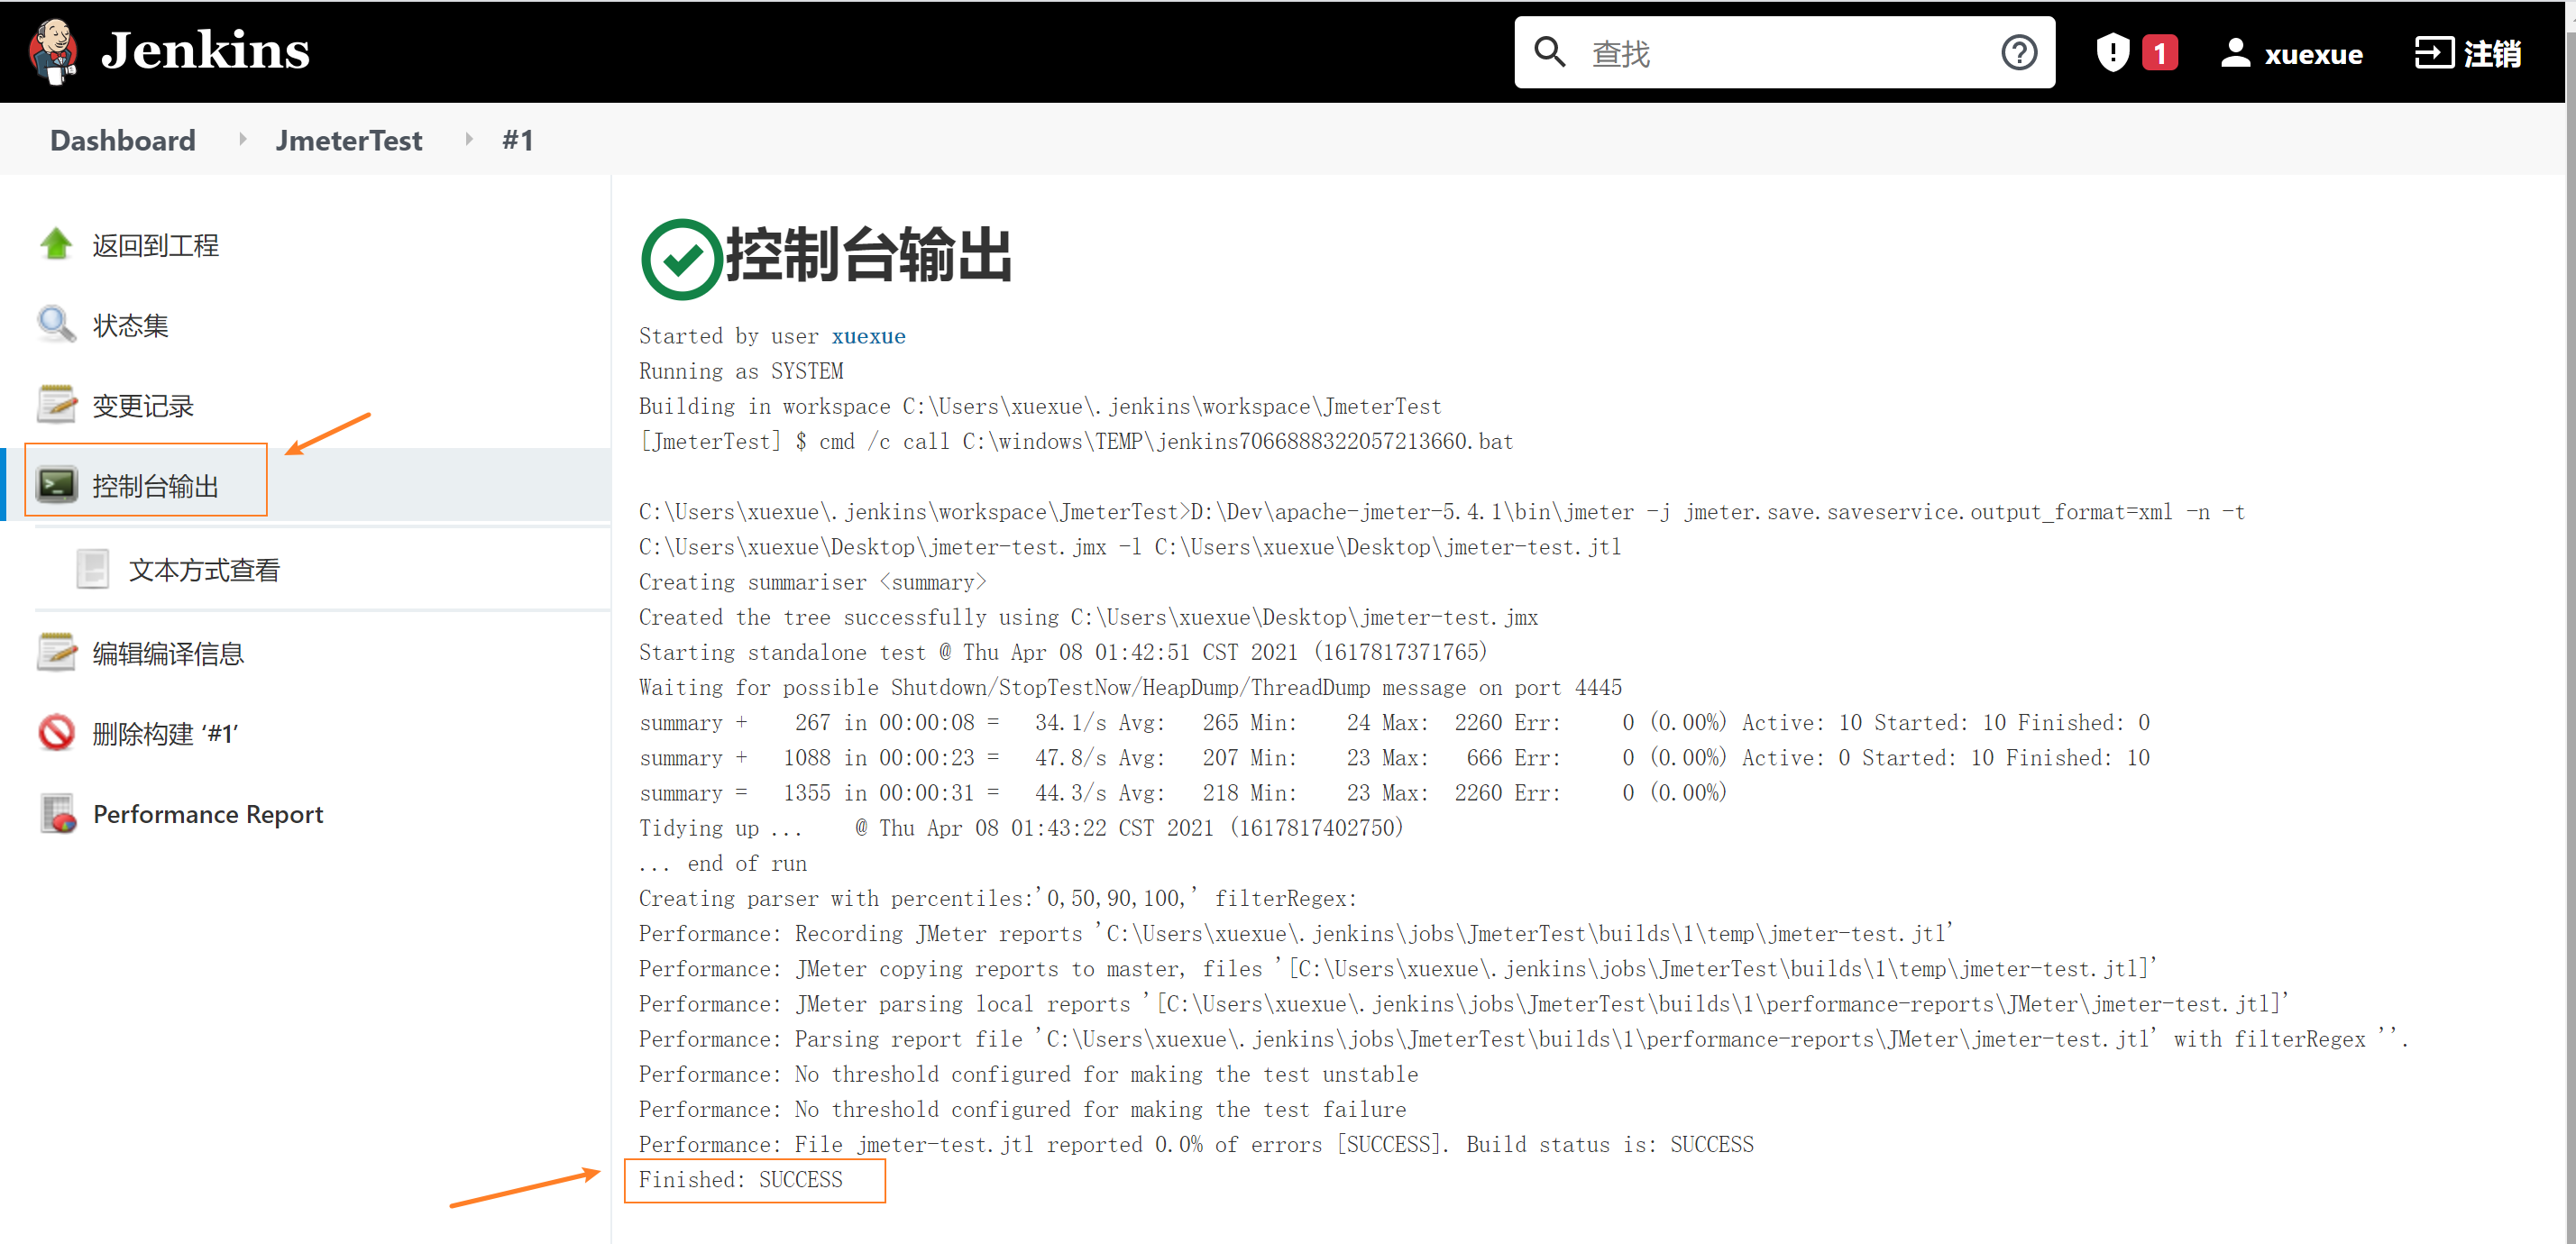 Jenkins
查找
1
xuexue
注销
Dashboard
JmeterTest
#1
返回到工程
状态集
变更记录
控制台输出
文本方式查看
编辑编译信息
删除构建 ‘#1’
Performance Report
控制台输出
Started by user xuexue
Running as SYSTEM
Building in workspace C:\Users\xuexue\.jenkins\workspace\JmeterTest
[JmeterTest] $ cmd /c call C:\windows\TEMP\jenkins7066888322057213660.bat
C:\Users\xuexue\.jenkins\workspace\JmeterTest>D:\Dev\apache-jmeter-5.4.1\bin\jmeter -j jmeter.save.saveservice.output_format=xml -n -t
C:\Users\xuexue\Desktop\jmeter-test.jmx -l C:\Users\xuexue\Desktop\jmeter-test.jtl
Creating summariser <summary>
Created the tree successfully using C:\Users\xuexue\Desktop\jmeter-test.jmx
Starting standalone test @ Thu Apr 08 01:42:51 CST 2021 (1617817371765)
Waiting for possible Shutdown/StopTestNow/HeapDump/ThreadDump message on port 4445
summary +    267 in 00:00:08 =   34.1/s Avg:   265 Min:    24 Max:  2260 Err:     0 (0.00%) Active: 10 Started: 10 Finished: 0
summary +   1088 in 00:00:23 =   47.8/s Avg:   207 Min:    23 Max:   666 Err:     0 (0.00%) Active: 0 Started: 10 Finished: 10
summary =   1355 in 00:00:31 =   44.3/s Avg:   218 Min:    23 Max:  2260 Err:     0 (0.00%)
Tidying up ...    @ Thu Apr 08 01:43:22 CST 2021 (1617817402750)
... end of run
Creating parser with percentiles:'0,50,90,100,' filterRegex:
Performance: Recording JMeter reports 'C:\Users\xuexue\.jenkins\jobs\JmeterTest\builds\1\temp\jmeter-test.jtl'
Performance: JMeter copying reports to master, files '[C:\Users\xuexue\.jenkins\jobs\JmeterTest\builds\1\temp\jmeter-test.jtl]'
Performance: JMeter parsing local reports '[C:\Users\xuexue\.jenkins\jobs\JmeterTest\builds\1\performance-reports\JMeter\jmeter-test.jtl]'
Performance: Parsing report file 'C:\Users\xuexue\.jenkins\jobs\JmeterTest\builds\1\performance-reports\JMeter\jmeter-test.jtl' with filterRegex ''.
Performance: No threshold configured for making the test unstable
Performance: No threshold configured for making the test failure
Performance: File jmeter-test.jtl reported 0.0% of errors [SUCCESS]. Build status is: SUCCESS
Finished: SUCCESS